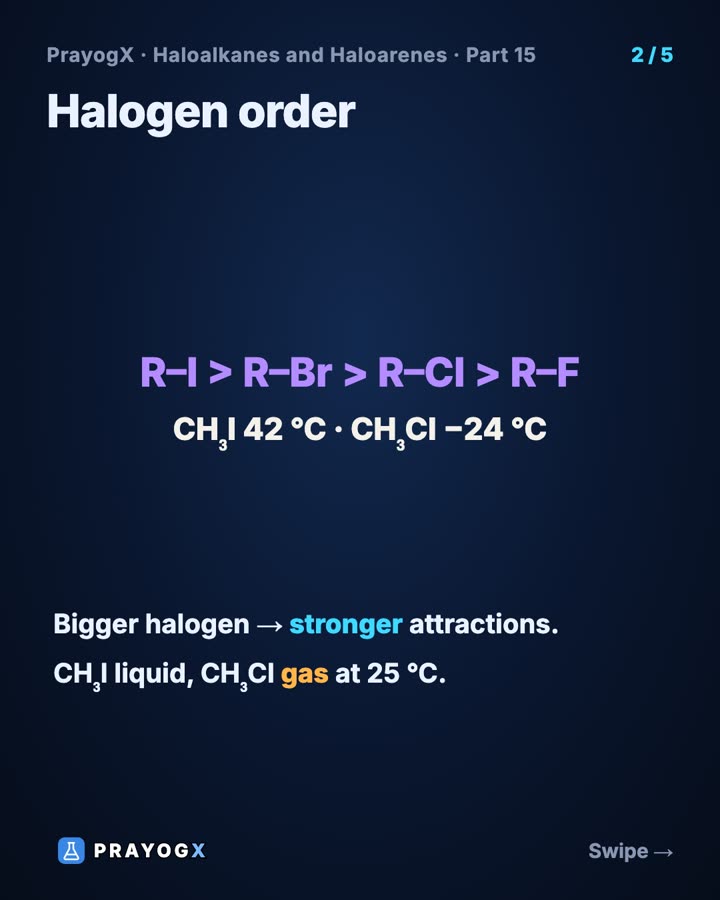 PrayogX · Haloalkanes and Haloarenes · Part 15
2 / 5
Halogen order
R–I > R–Br > R–Cl > R–F
CH₃I 42 °C · CH₃Cl −24 °C
Bigger halogen → stronger attractions.
CH₃I liquid, CH₃Cl gas at 25 °C.
PRAYOGX
Swipe →